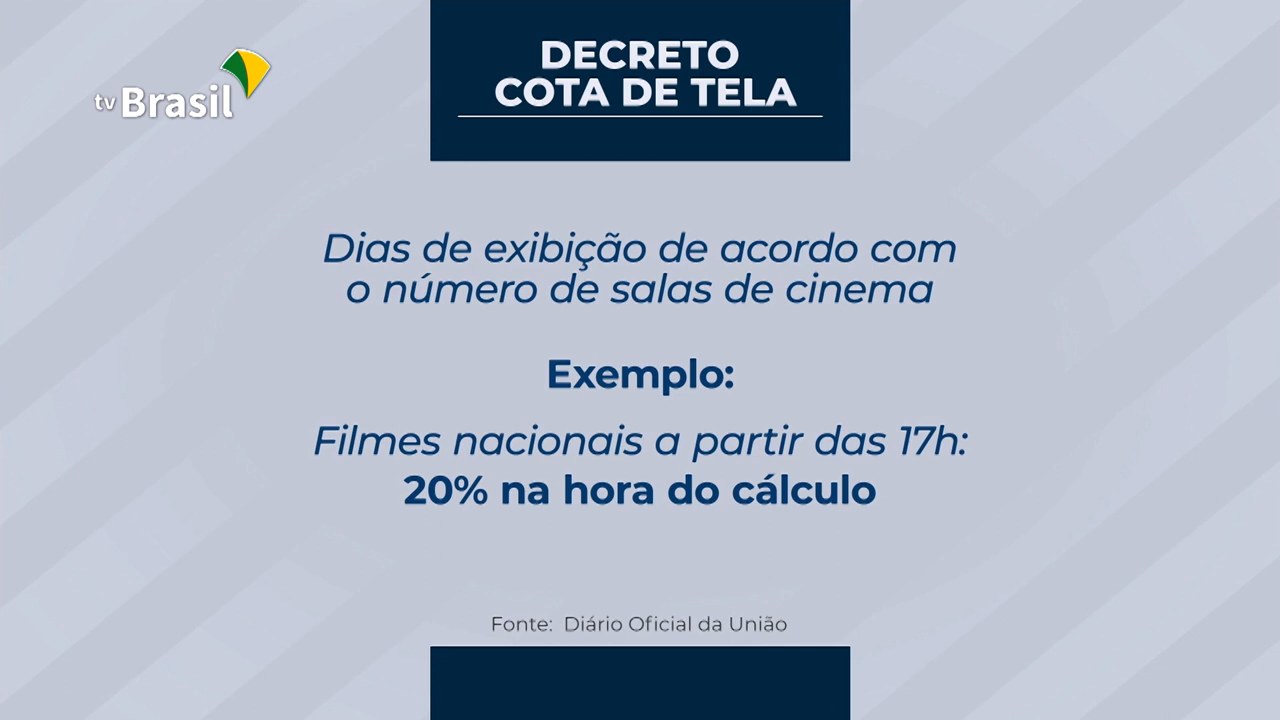 tv Brasil
DECRETO
COTA DE TELA
Dias de exibição de acordo com
o número de salas de cinema
Exemplo:
Filmes nacionais a partir das 17h:
20% na hora do cálculo
Fonte: Diário Oficial da União